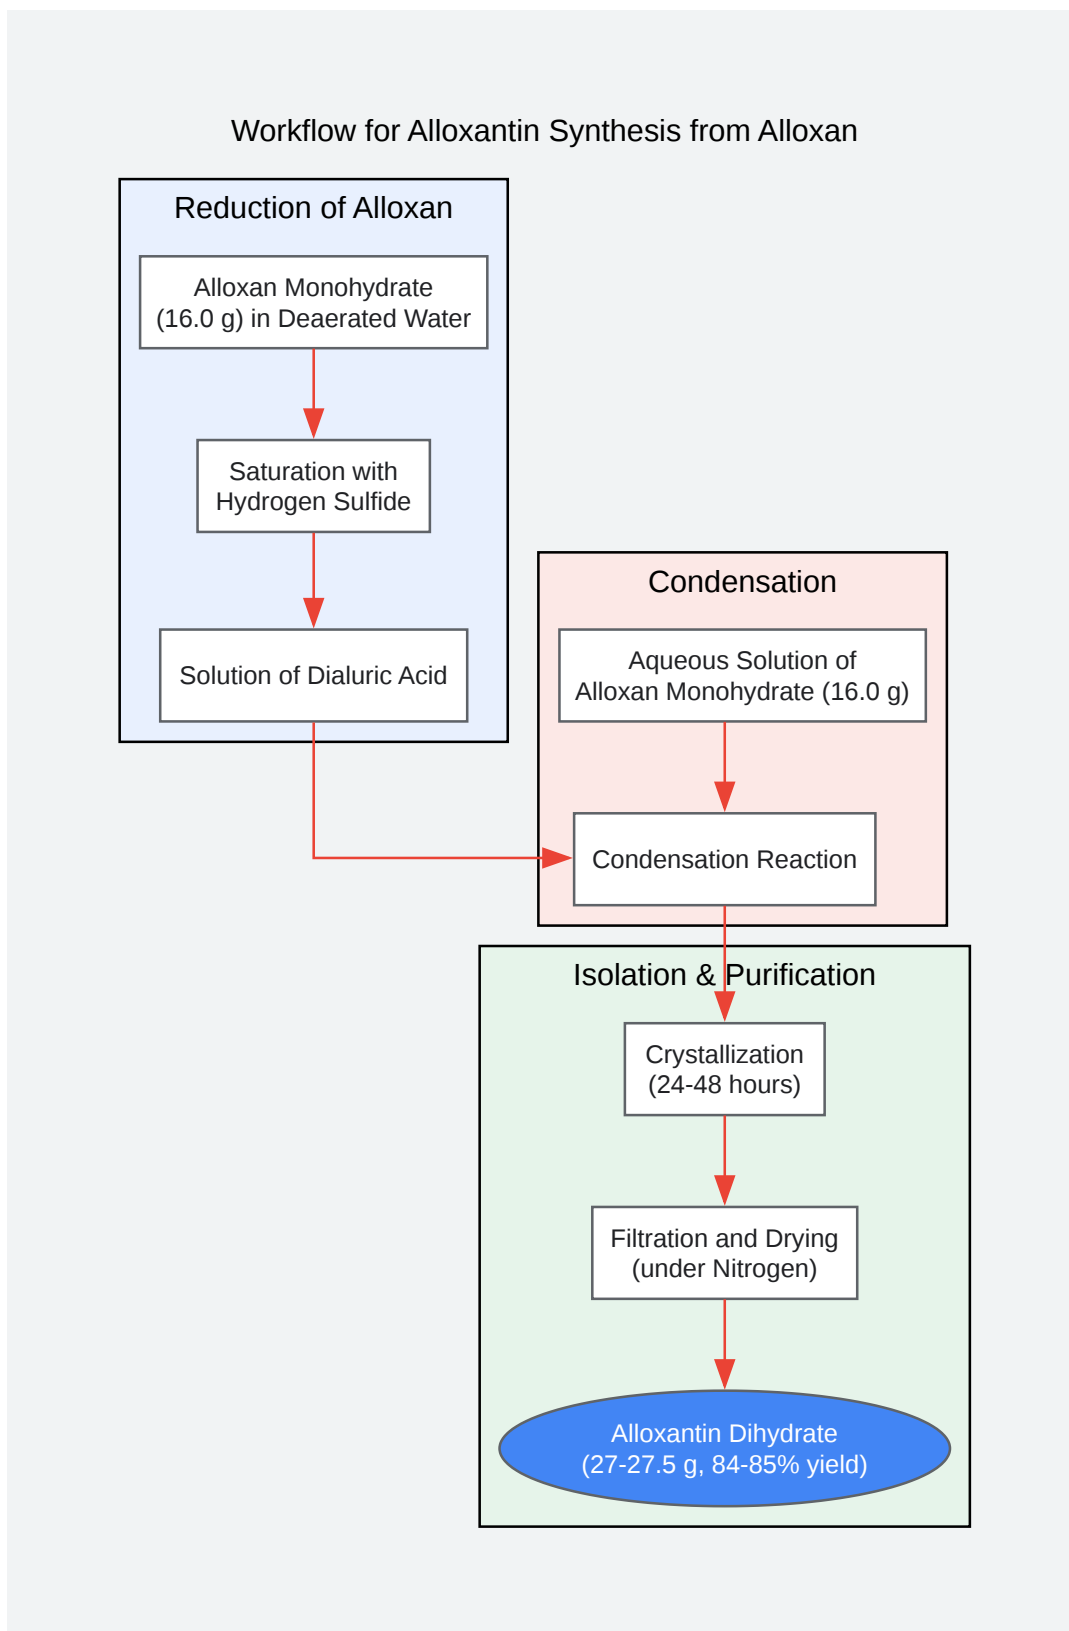 Workflow for Alloxantin Synthesis from Alloxan
Reduction of Alloxan
Alloxan Monohydrate
(16.0 g) in Deaerated Water
Saturation with
Hydrogen Sulfide
Solution of Dialuric Acid
Condensation
Aqueous Solution of
Alloxan Monohydrate (16.0 g)
Condensation Reaction
Isolation & Purification
Crystallization
(24-48 hours)
Filtration and Drying
(under Nitrogen)
Alloxantin Dihydrate
(27-27.5 g, 84-85% yield)